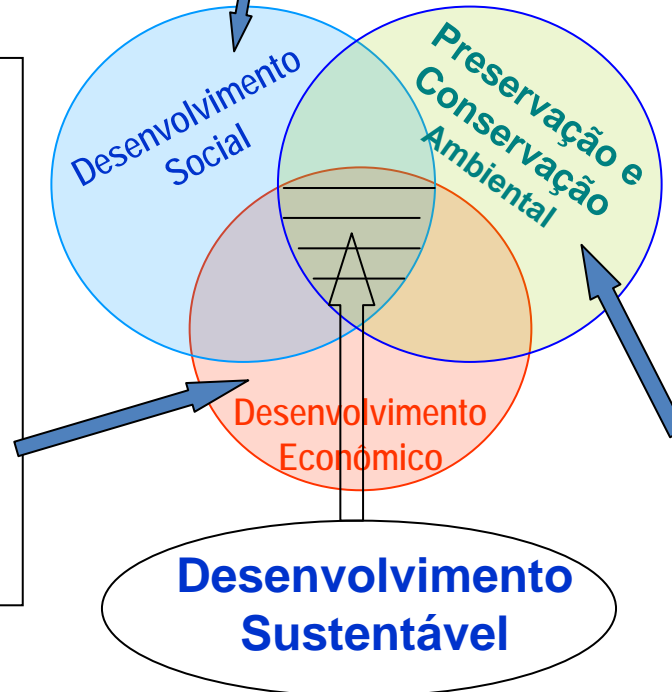 Desenvolvimento
Social
Preservação e
Conservação
Ambiental
Desenvolvimento
Econômico
Desenvolvimento
Sustentável